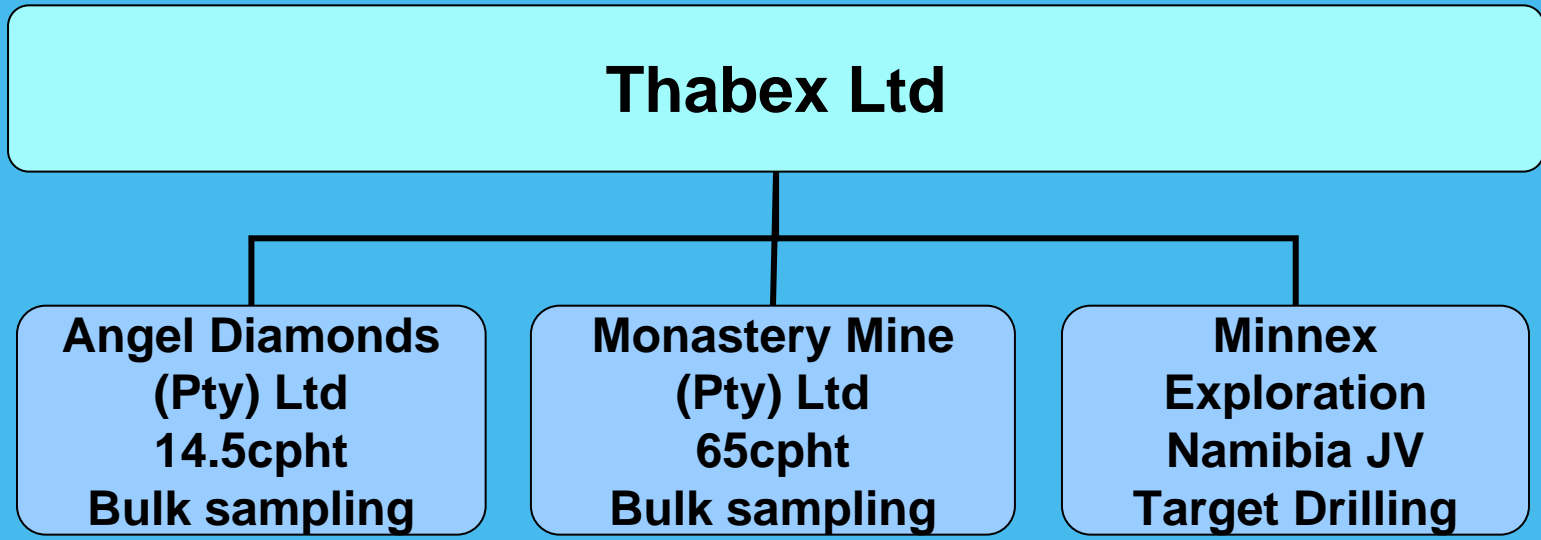 Thabex Ltd
Angel Diamonds
(Pty) Ltd
14.5cpht
Bulk sampling
Monastery Mine
(Pty) Ltd
65cpht
Bulk sampling
Minnex
Exploration
Namibia JV
Target Drilling